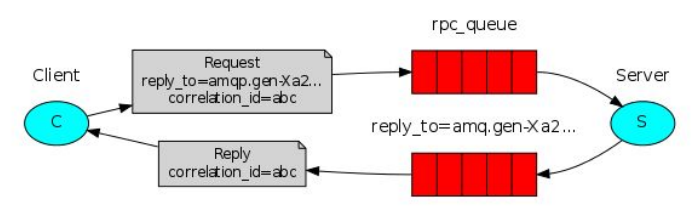 rpc_queue
Client
Request
reply_to=amqp.gen-Xa2...
correlation_id=abc
Server
C
S
reply_to=amq.gen-Xa2...
Reply
correlation_id=abc